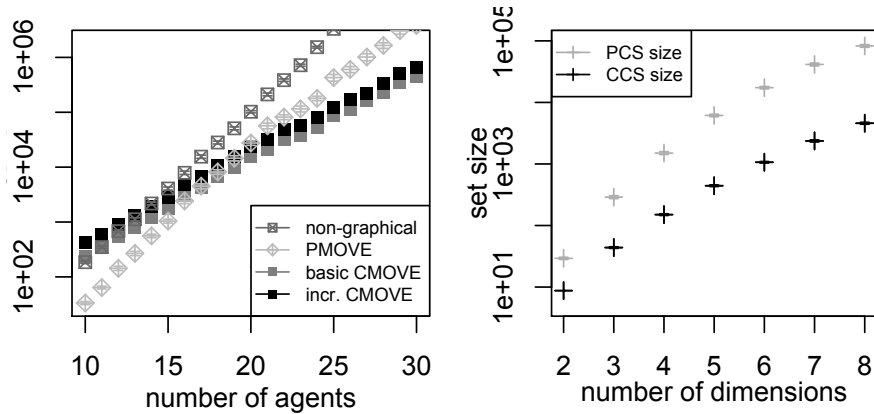 1e+06
1e+04
1e+02
non-graphical
PMOVE
basic CMOVE
incr. CMOVE
10 15 20 25 30
number of agents
set size
1e+05
1e+03
1e+01
PCS size
CCS size
2 3 4 5 6 7 8
number of dimensions